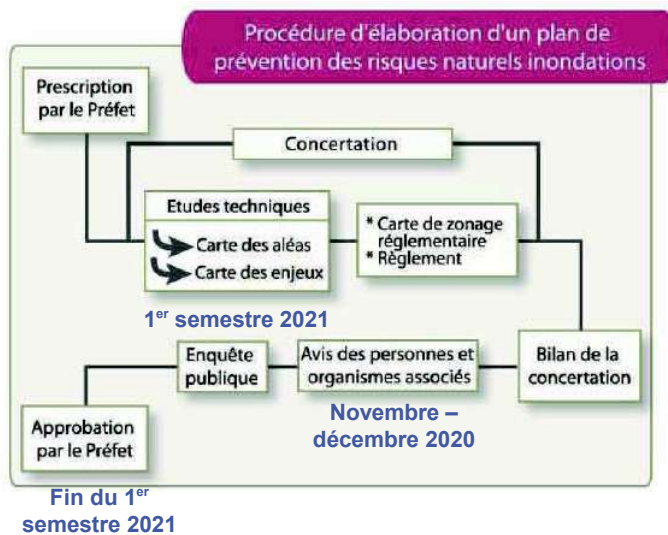 Procédure d'élaboration d'un plan de
prévention des risques naturels inondations
Prescription
par le Préfet
Concertation
Etudes techniques
Carte des aléas
Carte des enjeux
* Carte de zonage
réglementaire
* Règlement
1er semestre 2021
Enquête
publique
Avis des personnes et
organismes associés
Bilan de la
concertation
Novembre –
décembre 2020
Approbation
par le Préfet
Fin du 1er
semestre 2021